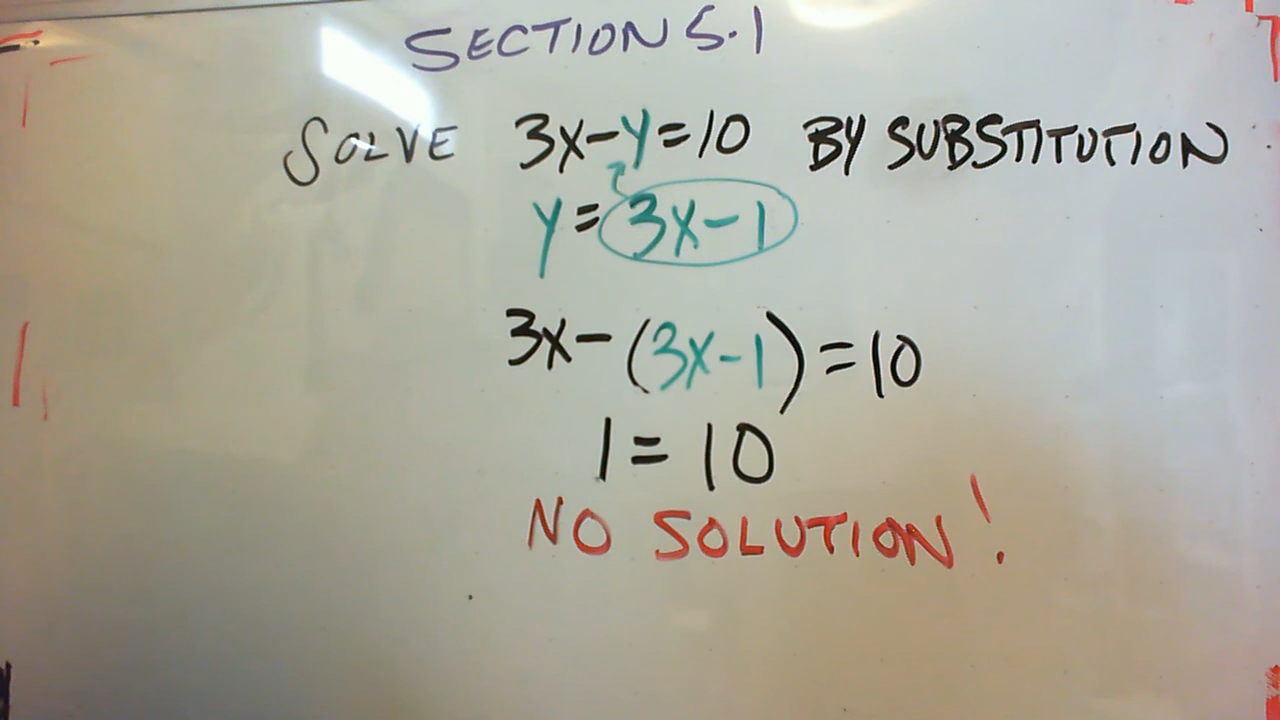 SECTION 5.1
SOLVE 3x-y=10 BY SUBSTITUTION
y=3x-1
3x-(3x-1)=10
1=10
NO SOLUTION!